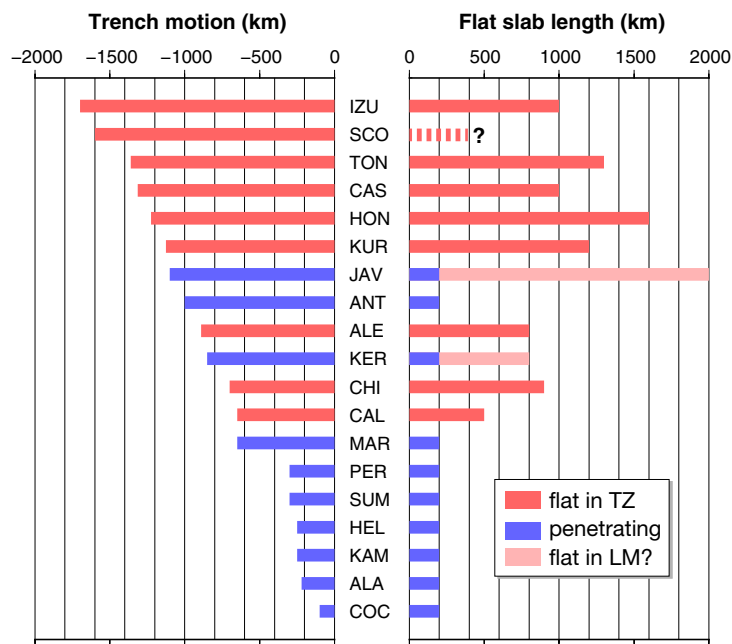 Trench motion (km) Flat slab length (km)
−2000 −1500 −1000 −500 0 0 500 1000 1500 2000
IZU
SCO ?
TON
CAS
HON
KUR
JAV
ANT
ALE
KER
CHI
CAL
MAR
PER
SUM
HEL
KAM
ALA
COC
flat in TZ
penetrating
flat in LM?